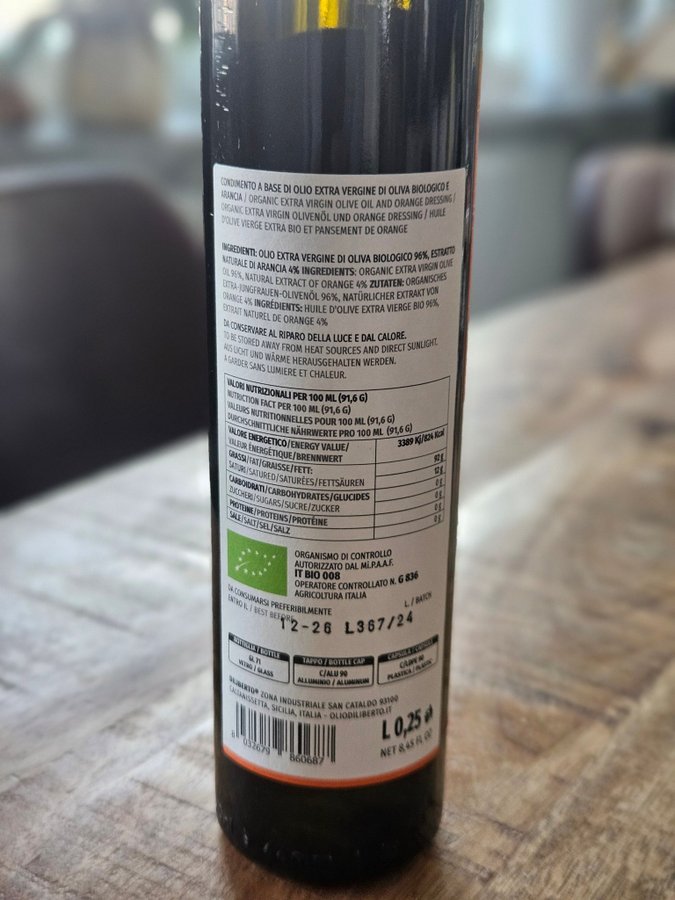 CONDIMENTO A BASE DI OLIO EXTRA VERGINE DI OLIVA BIOLOGICO E
ARANCIA / ORGANIC EXTRA VIRGIN OLIVE OIL AND ORANGE DRESSING /
ORGANIC EXTRA VIRGIN OLIVENÖL UND ORANGE DRESSING / HUILE
D'OLIVE VIERGE EXTRA BIO ET PANSEMENT DE ORANGE
INGREDIENTI: OLIO EXTRA VERGINE DI OLIVA BIOLOGICO 96%, ESTRATTO
NATURALE DI ARANCIA 4% INGREDIENTS: ORGANIC EXTRA VIRGIN OLIVE
OIL 96%, NATURAL EXTRACT OF ORANGE 4% ZUTATEN: ORGANISCHES
EXTRA-JUNGFRAUEN-OLIVENÖL 96%, NATÜRLICHER EXTRAKT VON
ORANGE 4% INGRÉDIENTS: HUILE D'OLIVE EXTRA VIERGE BIO 96%,
EXTRAIT NATUREL DE ORANGE 4%
DA CONSERVARE AL RIPARO DELLA LUCE E DAL CALORE.
TO BE STORED AWAY FROM HEAT SOURCES AND DIRECT SUNLIGHT.
AUS LICHT UND WÄRME HERAUSGEHALTEN WERDEN.
A GARDER SANS LUMIERE ET CHALEUR.
VALORI NUTRIZIONALI PER 100 ML (91,6 G)
NUTRITION FACT PER 100 ML (91,6 G)
VALEURS NUTRITIONNELLES POUR 100 ML (91,6 G)
DURCHSCHNITTLICHE NÄHRWERTE PRO 100 ML (91,6 G)
VALORE ENERGETICO/ENERGY VALUE/ 3389 Kj/824 Kcal
VALEUR ÉNERGÉTIQUE/BRENNWERT
GRASSI/FAT/GRAISSE/FETT: 92 g
SATURI/SATURED/SATURÉES/FETTSÄUREN 12 g
CARBOIDRATI/CARBOHYDRATES/GLUCIDES 0 g
ZUCCHERI/SUGARS/SUCRE/ZUCKER 0 g
PROTEINE/PROTEINS/PROTÉINE 0 g
SALE/SALT/SEL/SALZ 0 g
ORGANISMO DI CONTROLLO
AUTORIZZATO DAL Mi.P.A.A.F.
IT BIO 008
OPERATORE CONTROLLATO N. G 836
AGRICOLTURA ITALIA
DA CONSUMARSI PREFERIBILMENTE
ENTRO IL / BEST BEFORE L. / BATCH
12-26 L367/24
BOTTIGLIA / BOTTLE
GL 71
VETRO / GLASS
TAPPO / BOTTLE CAP
C/ALU 90
ALLUMINIO / ALUMINUM
CAPSULA / CAPSULE
PLASTICA / PLASTIC
DILIBERTO® ZONA INDUSTRIALE SAN CATALDO 93100
CALTANISSETTA, SICILIA, ITALIA - OLIODILIBERTO.IT
8 032679 860687
L 0,25 e
NET 8,45 FL OZ